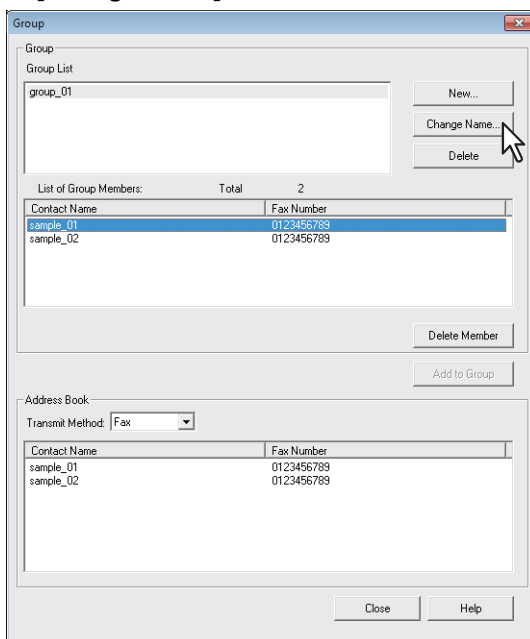 Group
Group
Group List
group_01
New...
Change Name...
Delete
List of Group Members: Total 2
Contact Name Fax Number
sample_01 0123456789
sample_02 0123456789
Delete Member
Add to Group
Address Book
Transmit Method: Fax
Contact Name Fax Number
sample_01 0123456789
sample_02 0123456789
Close Help